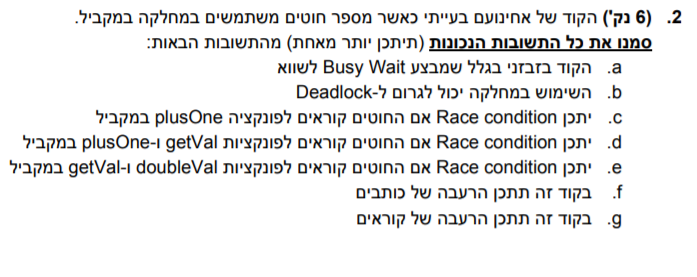 2. (6 נק') הקוד של אחינועם בעייתי כאשר מספר חוטים משתמשים במחלקה במקביל.
סמנו את כל התשובות הנכונות (תיתכן יותר מאחת) מהתשובות הבאות:
a. הקוד בזבזני בגלל שמבצע Busy Wait לשווא
b. השימוש במחלקה יכול לגרום ל-Deadlock
c. יתכן Race condition אם החוטים קוראים לפונקציה plusOne במקביל
d. יתכן Race condition אם החוטים קוראים לפונקציות getVal ו-plusOne במקביל
e. יתכן Race condition אם החוטים קוראים לפונקציות doubleVal ו-getVal במקביל
f. בקוד זה תתכן הרעבה של כותבים
g. בקוד זה תתכן הרעבה של קוראים